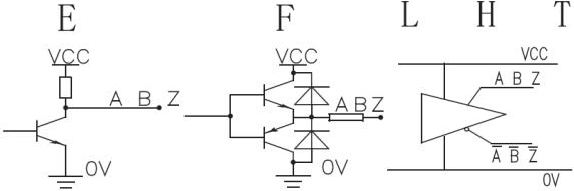 E F L H T
VCC VCC VCC
A B Z A B Z A B Z
A̅ B̅ Z̅
0V 0V 0V